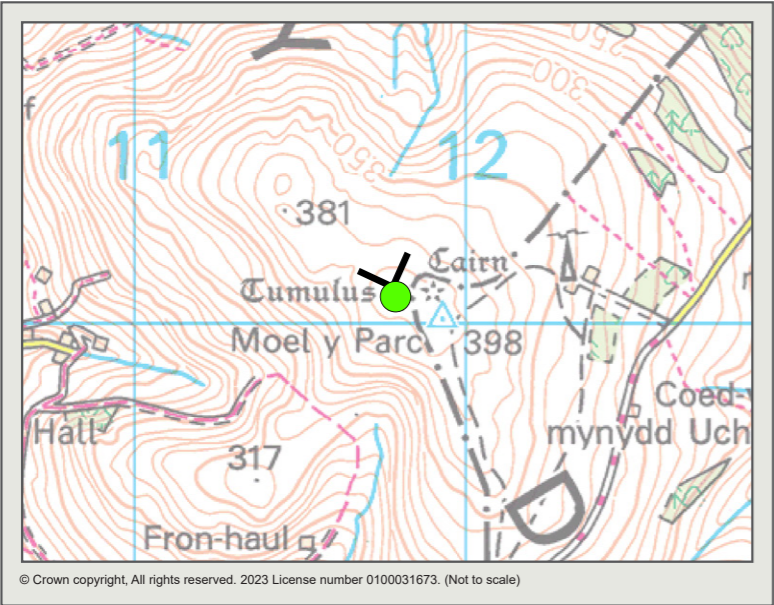 f
250
300
11
350
12
381
Cairn
Tumulus
r
Moel y Parc 398
Coed-
Hall
mynydd Uch
317
D
Fron-haul
© Crown copyright, All rights reserved. 2023 License number 0100031673. (Not to scale)